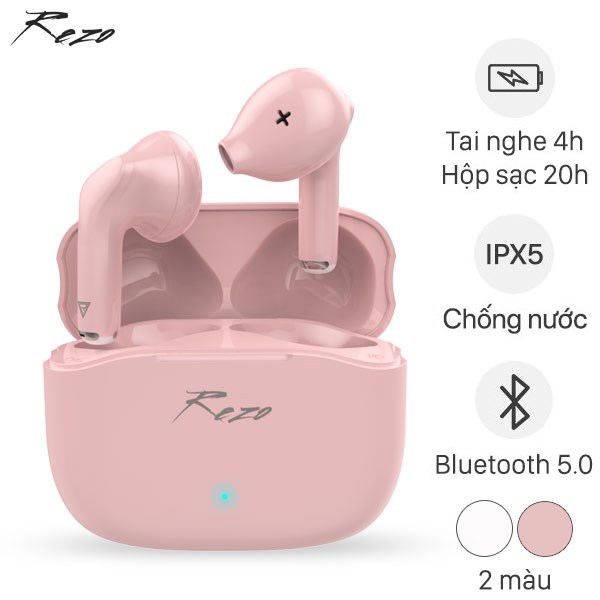 Rezo
Tai nghe 4h
Hộp sạc 20h
IPX5
Chống nước
Rezo
Bluetooth 5.0
2 màu